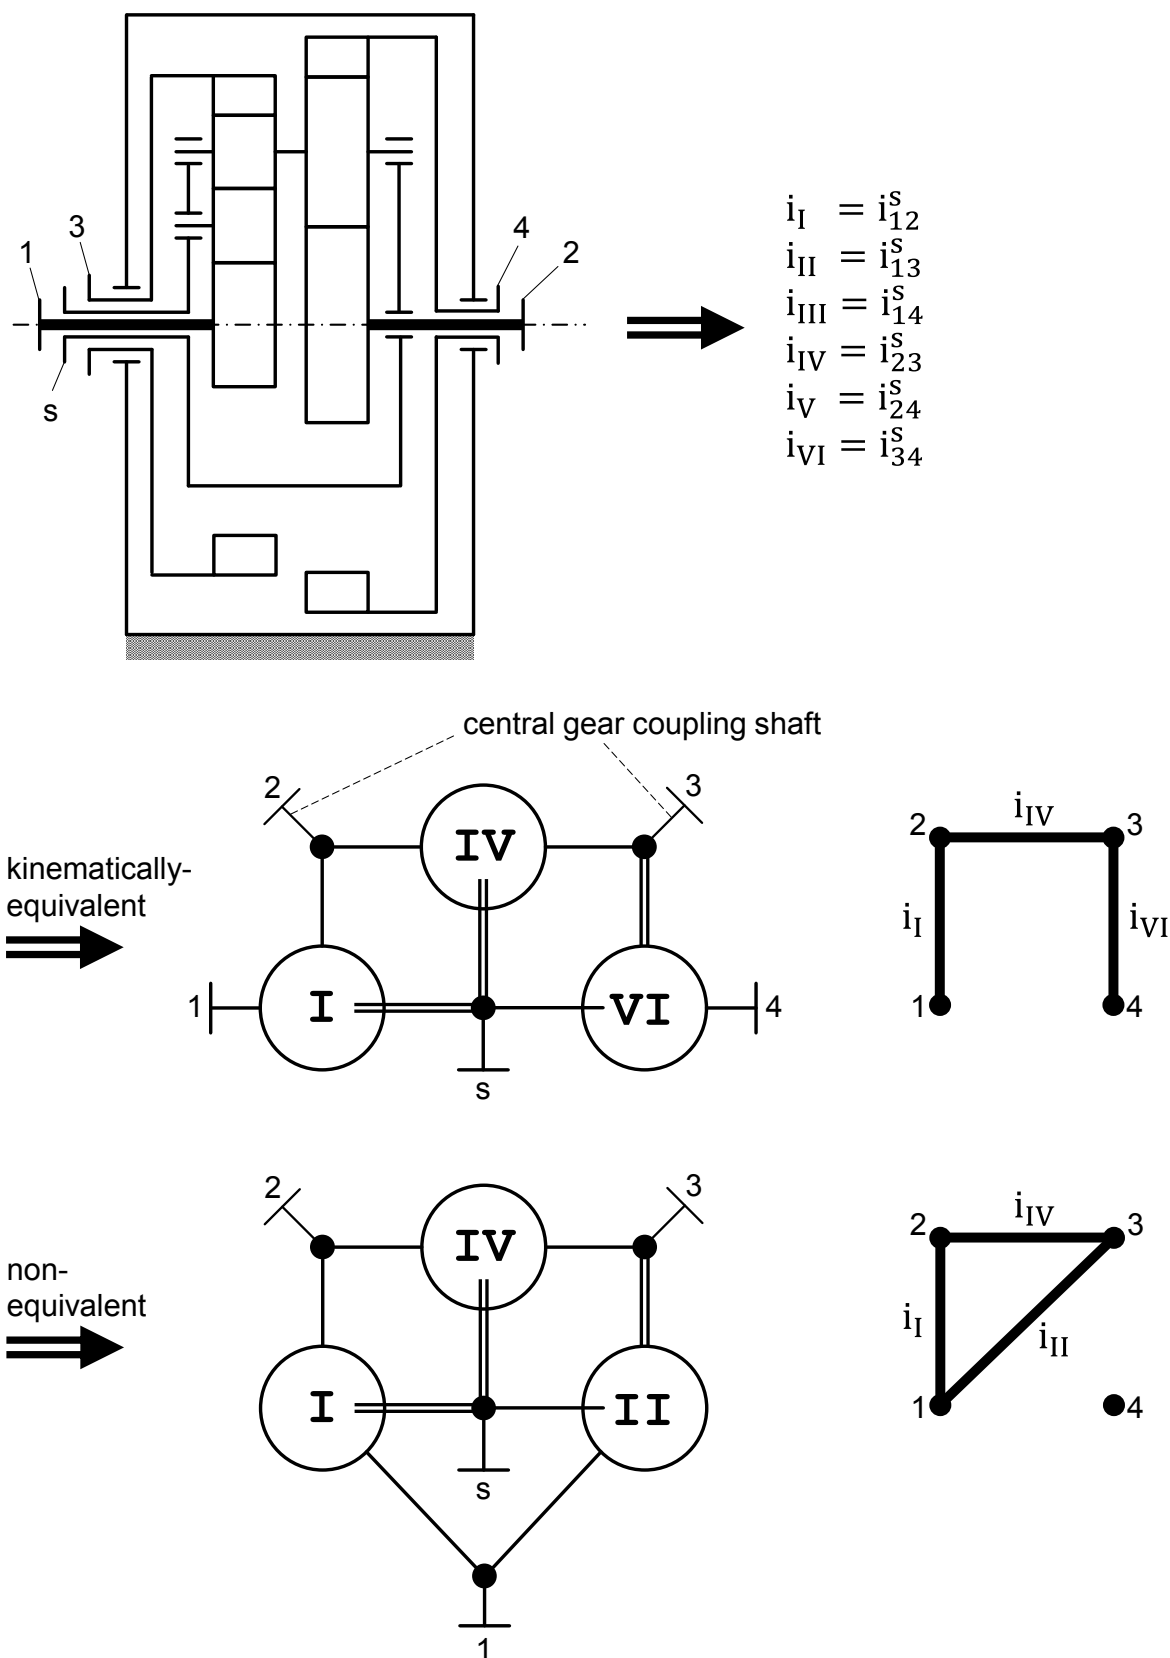 3
1
4
2
s
i_I = i^s_12
i_II = i^s_13
i_III = i^s_14
i_IV = i^s_23
i_V = i^s_24
i_VI = i^s_34
central gear coupling shaft
2
3
IV
kinematically-
equivalent
I
VI
1
4
s
2
i_IV
3
i_I
i_VI
1
4
2
3
IV
non-
equivalent
I
II
s
1
2
i_IV
3
i_I
i_II
1
4